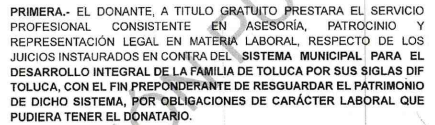 PRIMERA.- EL DONANTE, A TITULO GRATUITO PRESTARA EL SERVICIO
PROFESIONAL CONSISTENTE EN ASESORÍA, PATROCINIO Y
REPRESENTACIÓN LEGAL EN MATERIA LABORAL, RESPECTO DE LOS
JUICIOS INSTAURADOS EN CONTRA DEL SISTEMA MUNICIPAL PARA EL
DESARROLLO INTEGRAL DE LA FAMILIA DE TOLUCA POR SUS SIGLAS DIF
TOLUCA, CON EL FIN PREPONDERANTE DE RESGUARDAR EL PATRIMONIO
DE DICHO SISTEMA, POR OBLIGACIONES DE CARÁCTER LABORAL QUE
PUDIERA TENER EL DONATARIO.